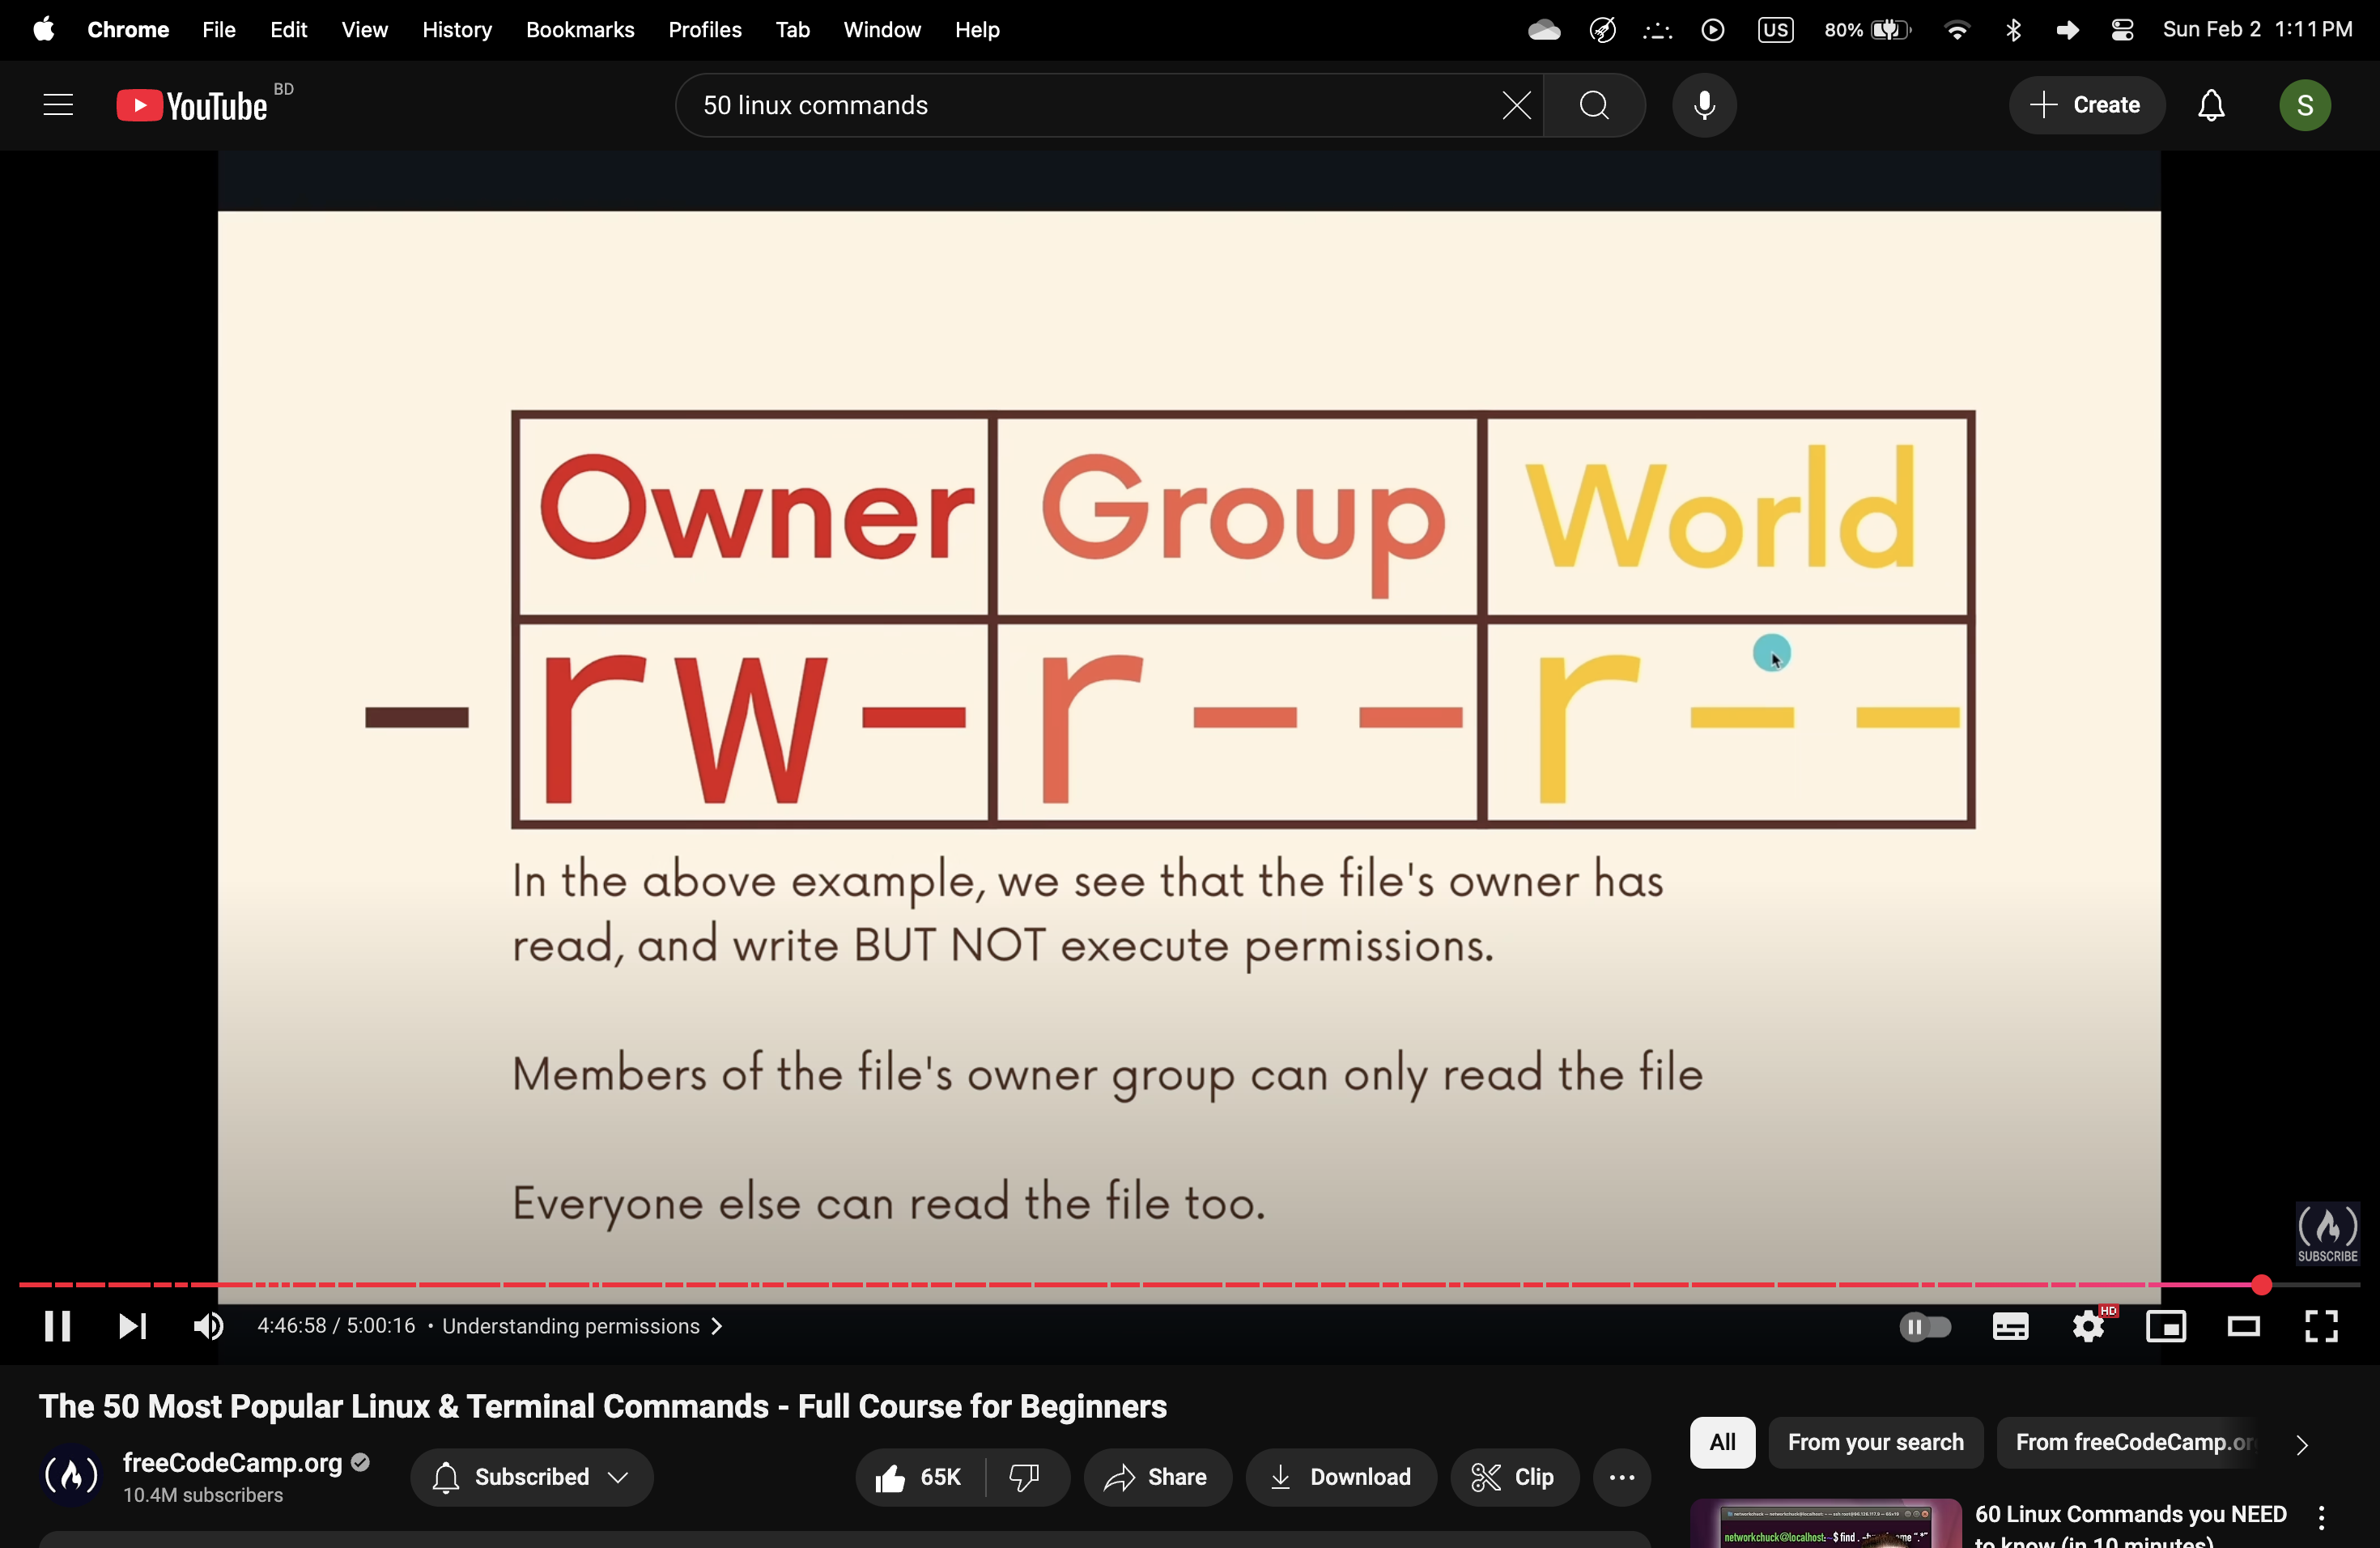 Chrome File Edit View History Bookmarks Profiles Tab Window Help US 80% Sun Feb 2 1:11 PM
YouTube BD 50 linux commands Create S
Owner Group World
- rw- r-- r--
In the above example, we see that the file's owner has
read, and write BUT NOT execute permissions.
Members of the file's owner group can only read the file
Everyone else can read the file too.
SUBSCRIBE
4:46:58 / 5:00:16 • Understanding permissions HD
The 50 Most Popular Linux & Terminal Commands - Full Course for Beginners
freeCodeCamp.org
10.4M subscribers
Subscribed 65K Share Download Clip
All From your search From freeCodeCamp.or
60 Linux Commands you NEED
to know (in 10 minutes)
networkchuck@localhost: